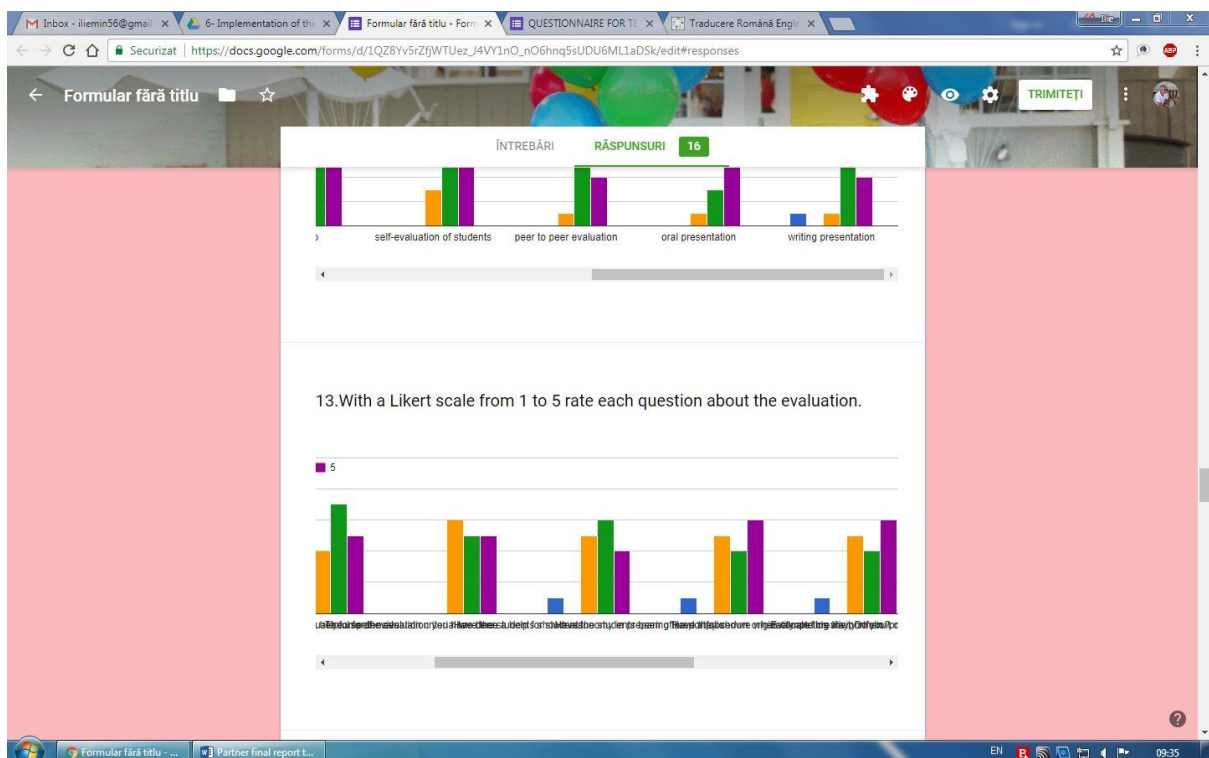 Inbox - iliemin56@gmail
6- Implementation of the
Formular fără titlu - Form
QUESTIONNAIRE FOR TE
Traducere Română Engle
Ilie
Securizat | https://docs.google.com/forms/d/1QZ8Yv5rZfjWTUez_J4VY1nO_nO6hnq5sUDU6ML1aDSk/edit#responses
ABP
Formular fără titlu
TRIMITEȚI
ÎNTREBĂRI RĂSPUNSURI 16
self-evaluation of students peer to peer evaluation oral presentation writing presentation
13.With a Likert scale from 1 to 5 rate each question about the evaluation.
5
Formular fără titlu - ...
Partner final report t...
EN
09:35